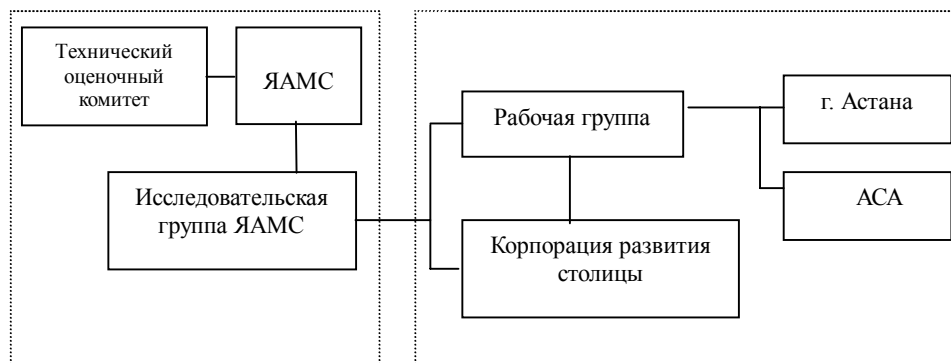 Технический
оценочный
комитет
ЯАМС
Исследовательская
группа ЯАМС
Рабочая группа
Корпорация развития
столицы
г. Астана
АСА